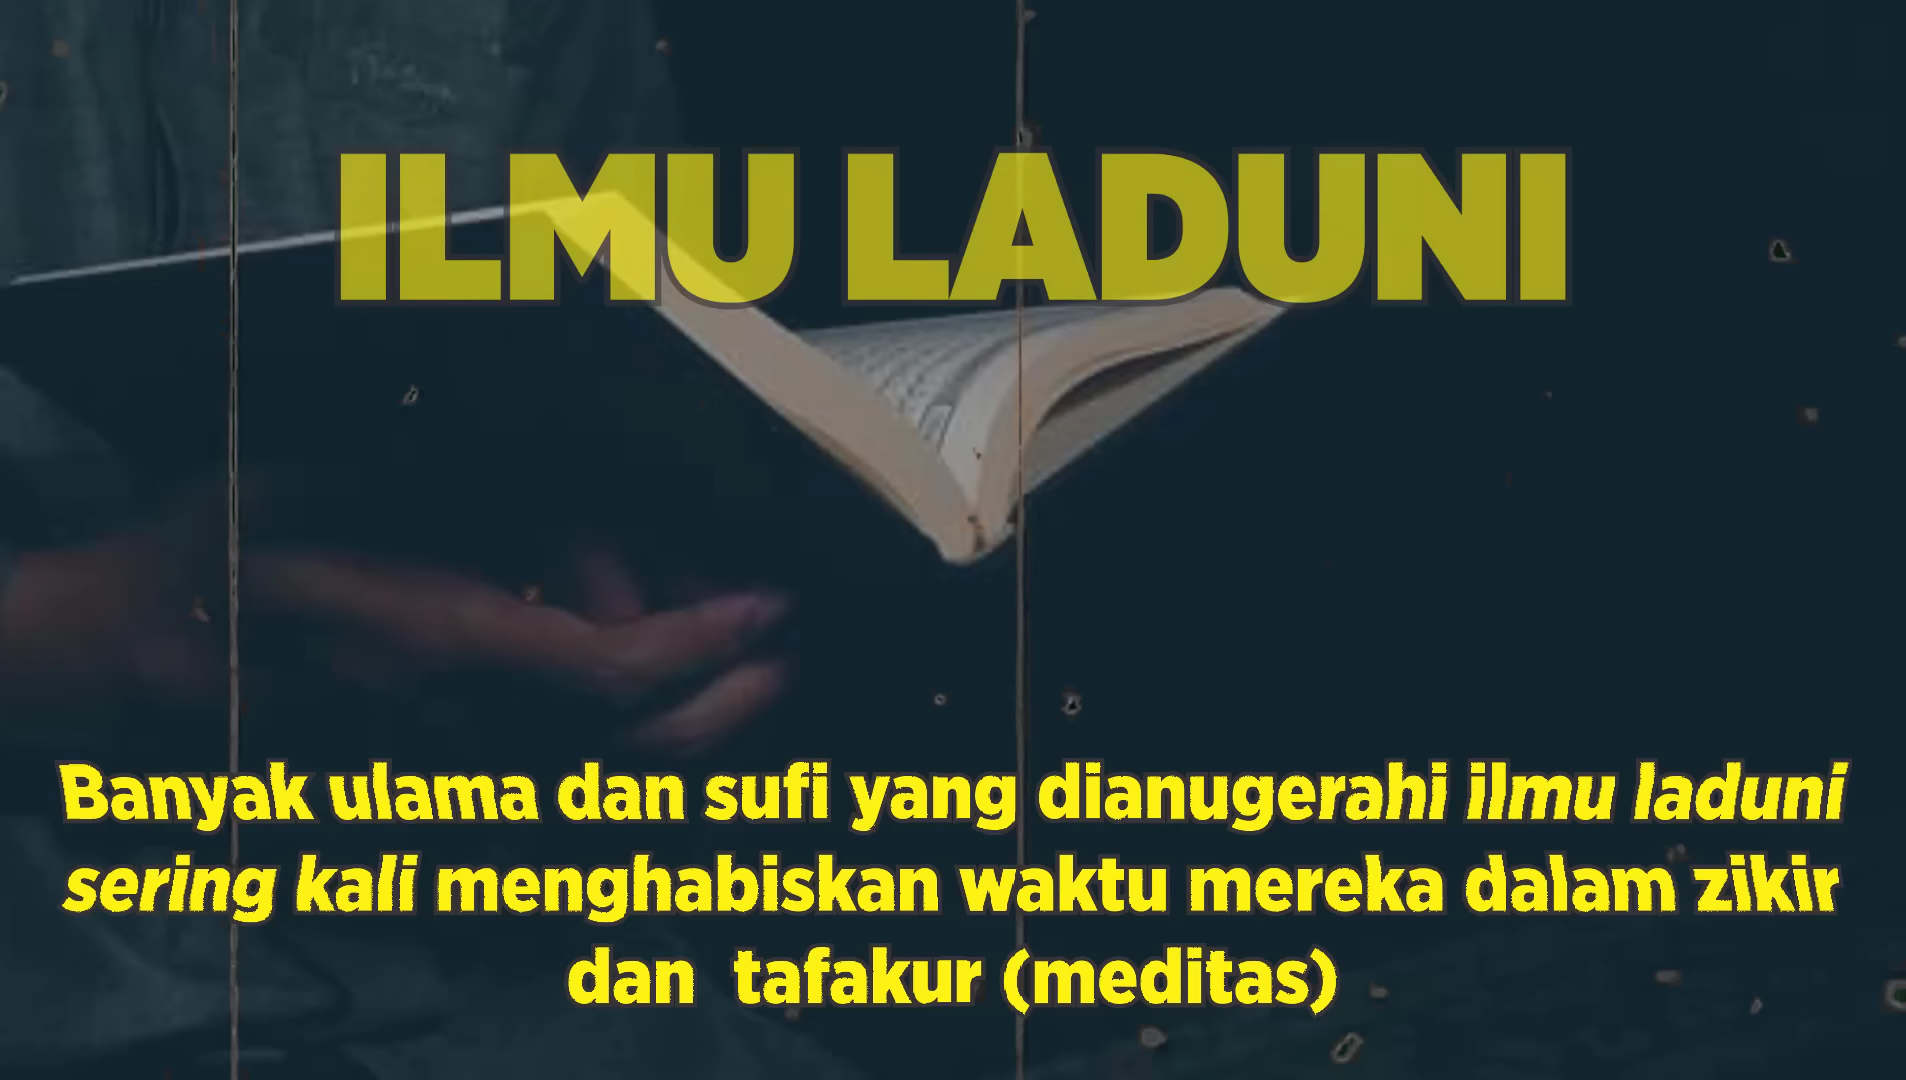 ILMU LADUNI
Banyak ulama dan sufi yang dianugerahi ilmu laduni
sering kali menghabiskan waktu mereka dalam zikir
dan tafakur (meditas)